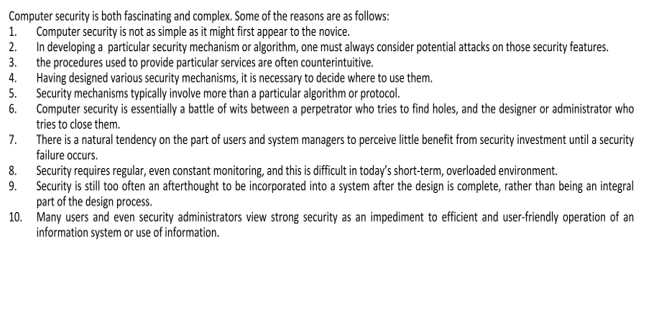 Computer security is both fascinating and complex. Some of the reasons are as follows:
1. Computer security is not as simple as it might first appear to the novice.
2. In developing a particular security mechanism or algorithm, one must always consider potential attacks on those security features.
3. the procedures used to provide particular services are often counterintuitive.
4. Having designed various security mechanisms, it is necessary to decide where to use them.
5. Security mechanisms typically involve more than a particular algorithm or protocol.
6. Computer security is essentially a battle of wits between a perpetrator who tries to find holes, and the designer or administrator who
tries to close them.
7. There is a natural tendency on the part of users and system managers to perceive little benefit from security investment until a security
failure occurs.
8. Security requires regular, even constant monitoring, and this is difficult in today's short-term, overloaded environment.
9. Security is still too often an afterthought to be incorporated into a system after the design is complete, rather than being an integral
part of the design process.
10. Many users and even security administrators view strong security as an impediment to efficient and user-friendly operation of an
information system or use of information.